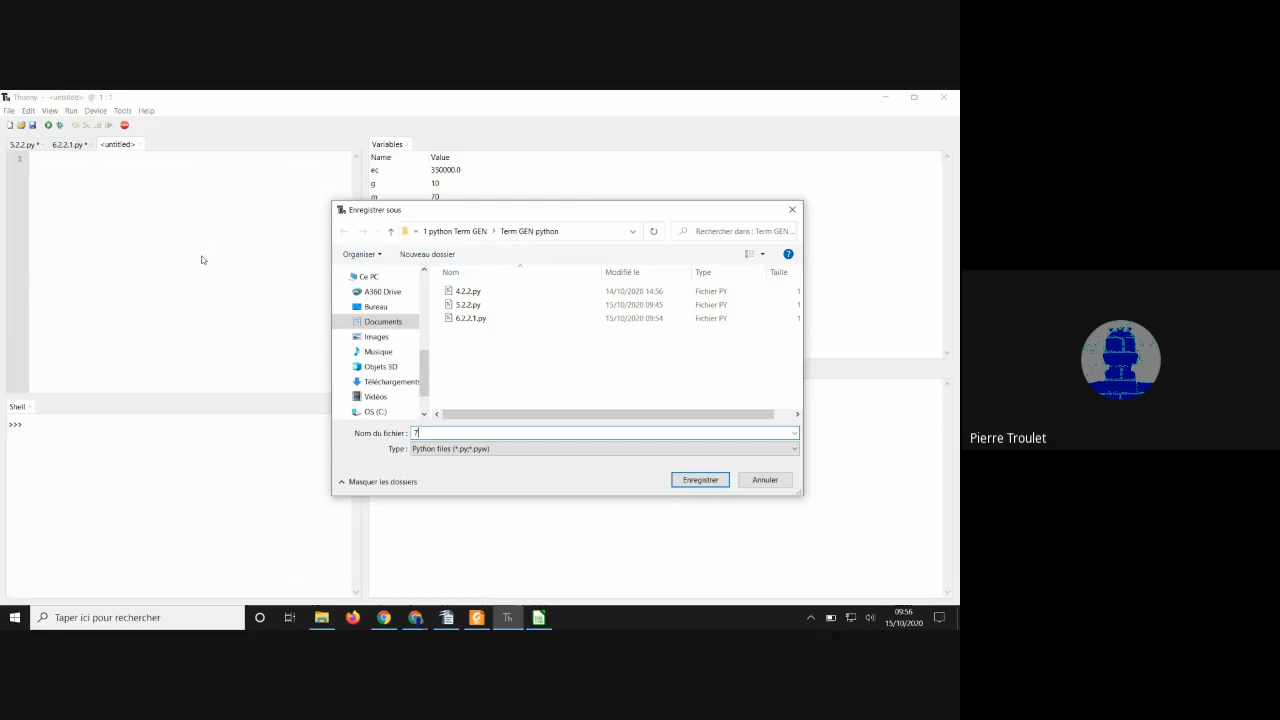 Thonny - <untitled> @ 1 : 1
File Edit View Run Device Tools Help
5.2.2.py * 6.2.2.1.py * <untitled>
1
Variables
Name Value
ec 350000.0
g 10
m 70
Enregistrer sous
« 1 python Term GEN > Term GEN python
Rechercher dans : Term GEN ...
Organiser Nouveau dossier
Ce PC
A360 Drive
Bureau
Documents
Images
Musique
Objets 3D
Téléchargements
Vidéos
OS (C:)
Nom Modifié le Type Taille
4.2.2.py 14/10/2020 14:56 Fichier PY 1
5.2.2.py 15/10/2020 09:45 Fichier PY 1
6.2.2.1.py 15/10/2020 09:54 Fichier PY 1
Nom du fichier : 7
Type : Python files (*.py;*.pyw)
Masquer les dossiers
Enregistrer Annuler
Shell
>>>
Pierre Troulet
Taper ici pour rechercher
Th
09:56
15/10/2020